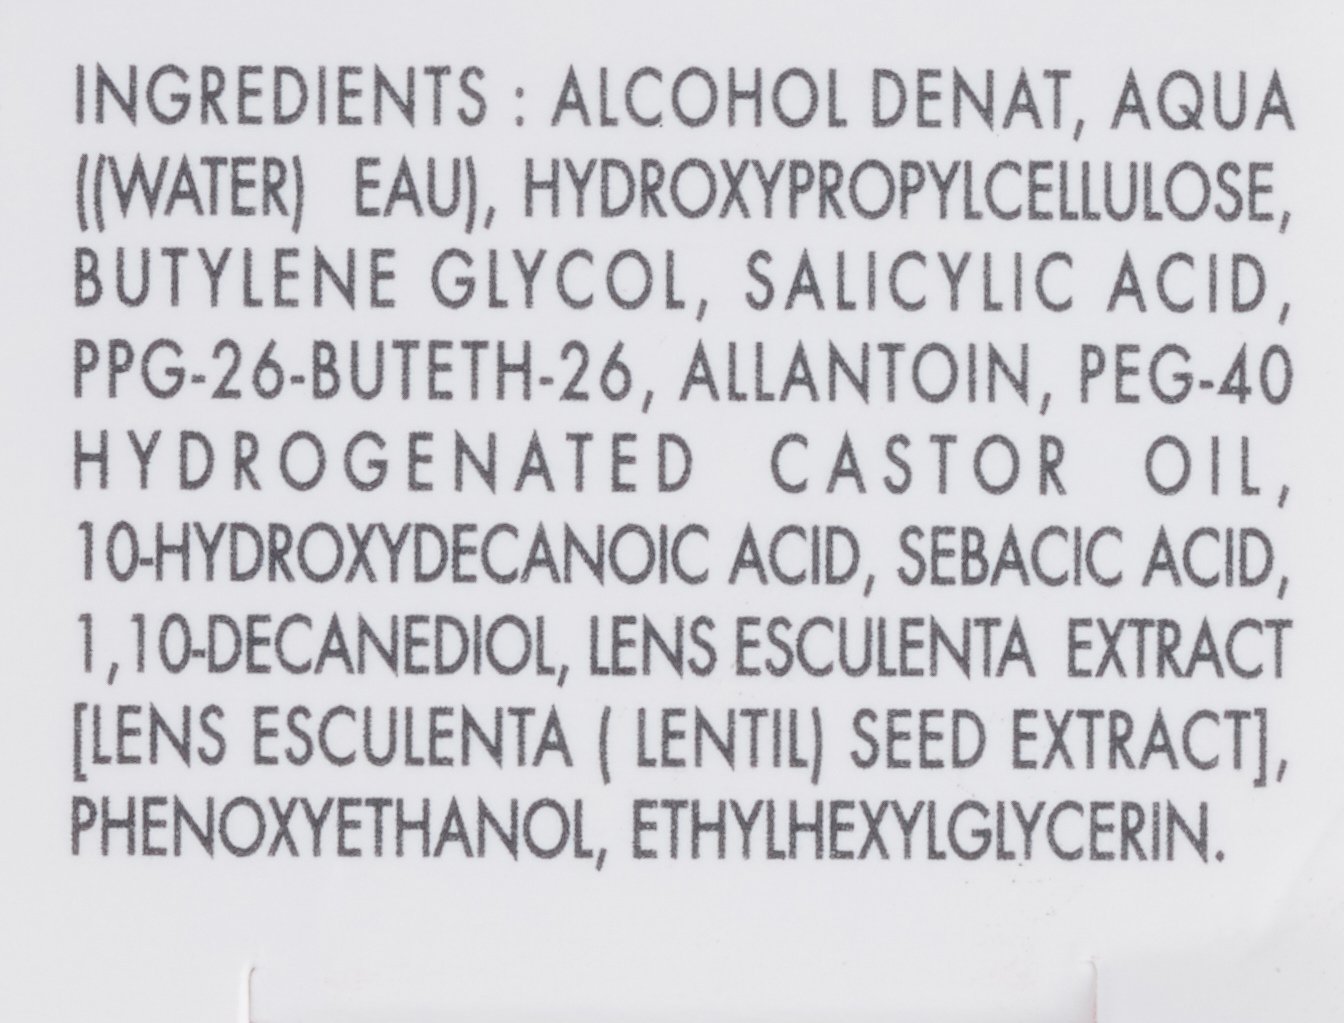 INGREDIENTS : ALCOHOL DENAT, AQUA
((WATER) EAU), HYDROXYPROPYLCELLULOSE,
BUTYLENE GLYCOL, SALICYLIC ACID,
PPG-26-BUTETH-26, ALLANTOIN, PEG-40
HYDROGENATED CASTOR OIL,
10-HYDROXYDECANOIC ACID, SEBACIC ACID,
1,10-DECANEDIOL, LENS ESCULENTA EXTRACT
[LENS ESCULENTA ( LENTIL) SEED EXTRACT],
PHENOXYETHANOL, ETHYLHEXYLGLYCERIN.